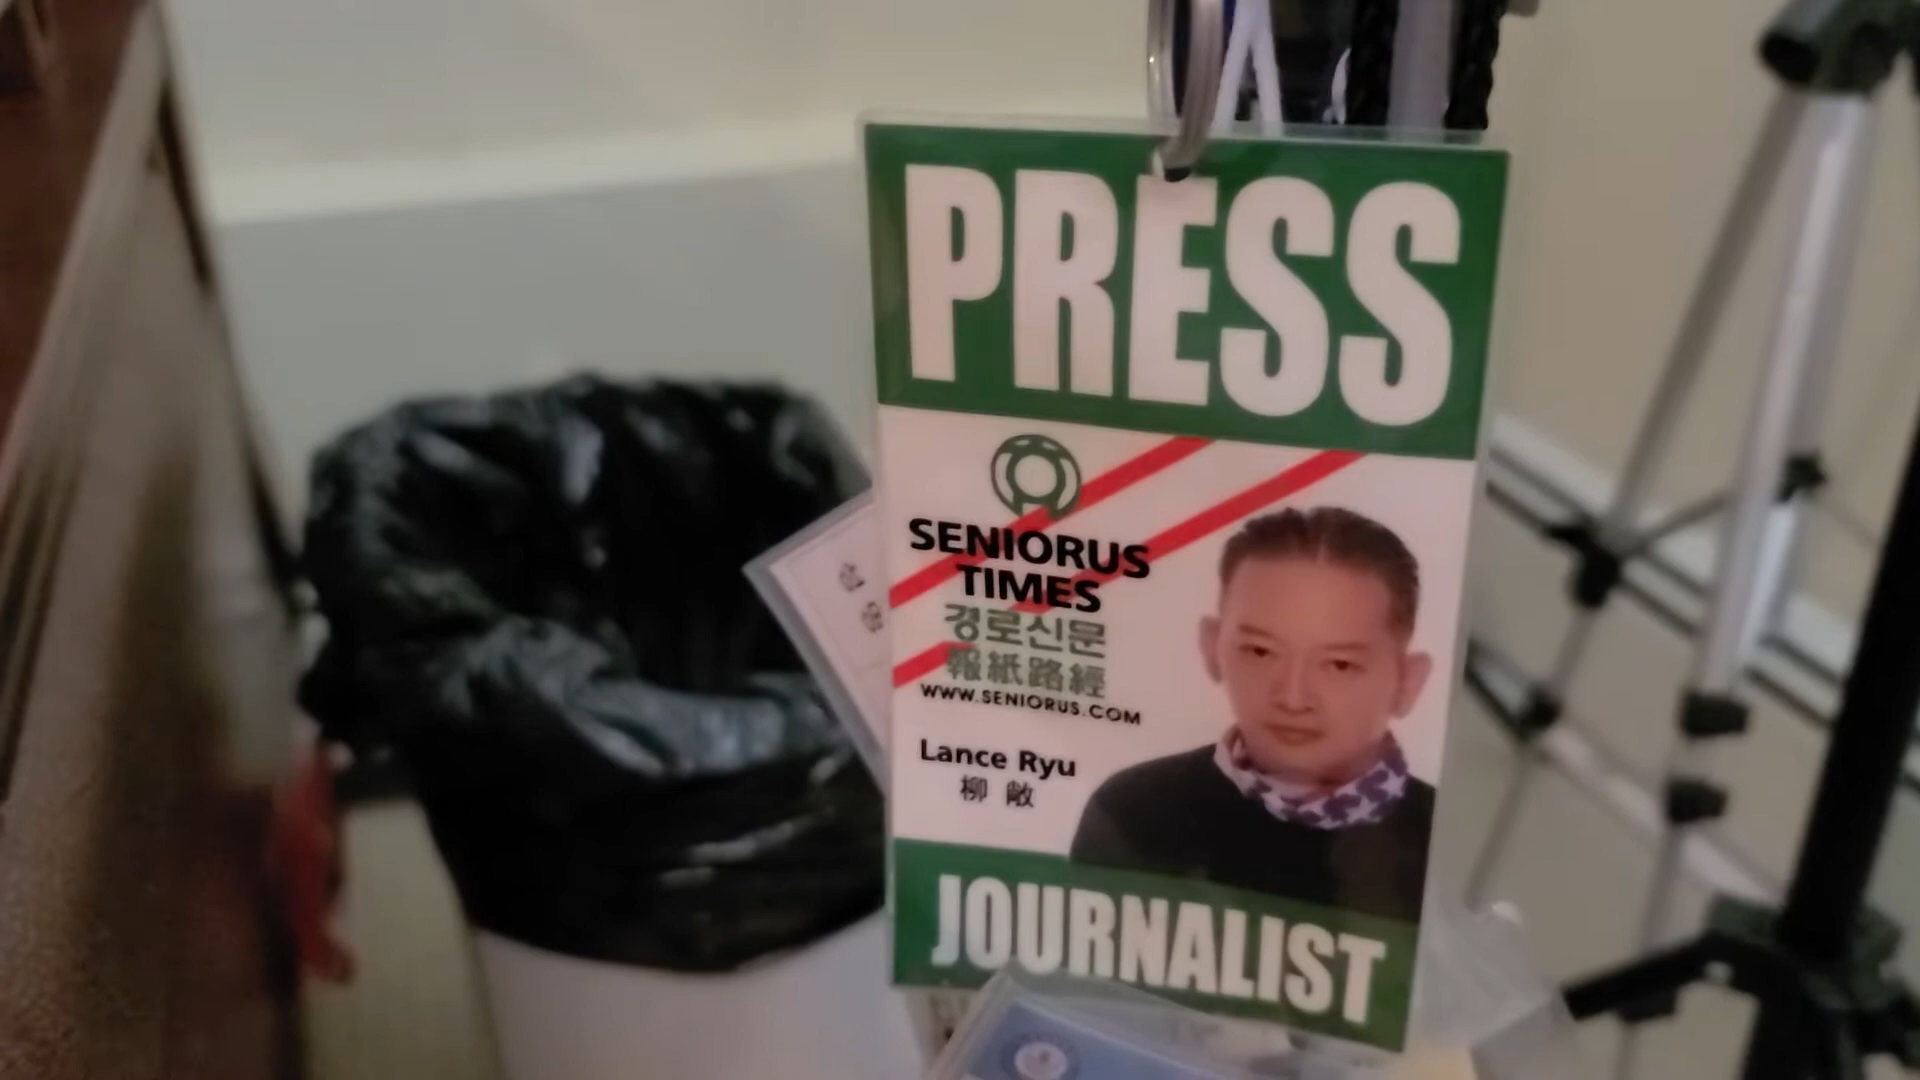 PRESS
SENIORUS
TIMES
경로신문
報紙路經
WWW.SENIORUS.COM
Lance Ryu
柳 敞
JOURNALIST